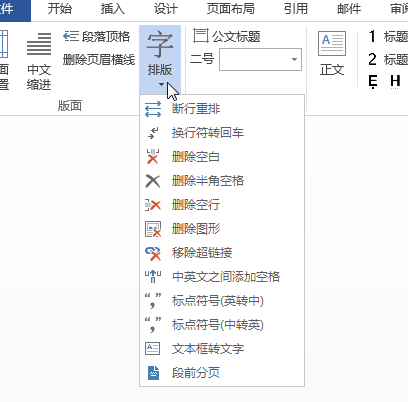 文件 开始 插入 设计 页面布局 引用 邮件
段落顶格
删除页眉横线
中文缩进
版面
字
排版
公文标题
二号
正文
1 标题
2 标题
Ẹ Ḥ
断行重排
换行符转回车
删除空白
删除半角空格
删除空行
删除图形
移除超链接
中英文之间添加空格
标点符号(英转中)
标点符号(中转英)
文本框转文字
段前分页